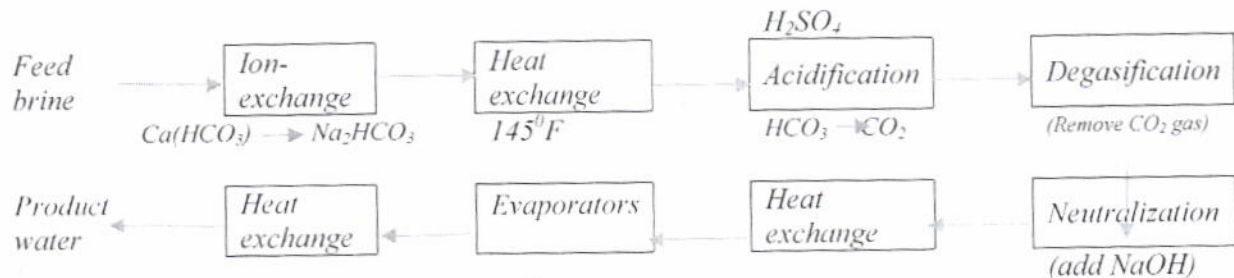 H₂SO₄
Feed brine
Ion-exchange
Heat exchange
Acidification
Degasification
Ca(HCO₃) → Na₂HCO₃
145⁰F
HCO₃ → CO₂
(Remove CO₂ gas)
Product water
Heat exchange
Evaporators
Heat exchange
Neutralization
(add NaOH)